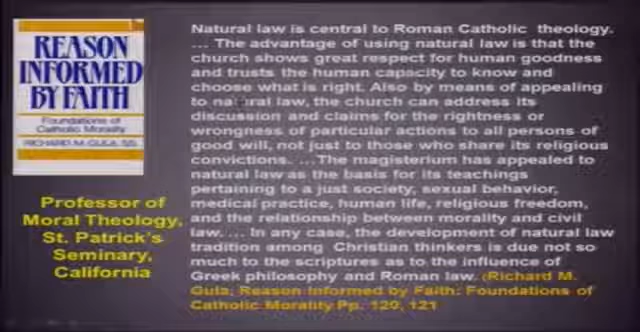 REASON
INFORMED
BY FAITH
Foundations of
Catholic Morality
RICHARD M. GULA, S.S.
Professor of
Moral Theology,
St. Patrick's
Seminary,
California
Natural law is central to Roman Catholic theology.
… The advantage of using natural law is that the
church shows great respect for human goodness
and trusts the human capacity to know and
choose what is right. Also by means of appealing
to natural law, the church can address its
discussion and claims for the rightness or
wrongness of particular actions to all persons of
good will, not just to those who share its religious
convictions. …The magisterium has appealed to
natural law as the basis for its teachings
pertaining to a just society, sexual behavior,
medical practice, human life, religious freedom,
and the relationship between morality and civil
law. … In any case, the development of natural law
tradition among Christian thinkers is due not so
much to the scriptures as to the influence of
Greek philosophy and Roman law. (Richard M.
Gula, Reason Informed by Faith: Foundations of
Catholic Morality Pp. 120, 121